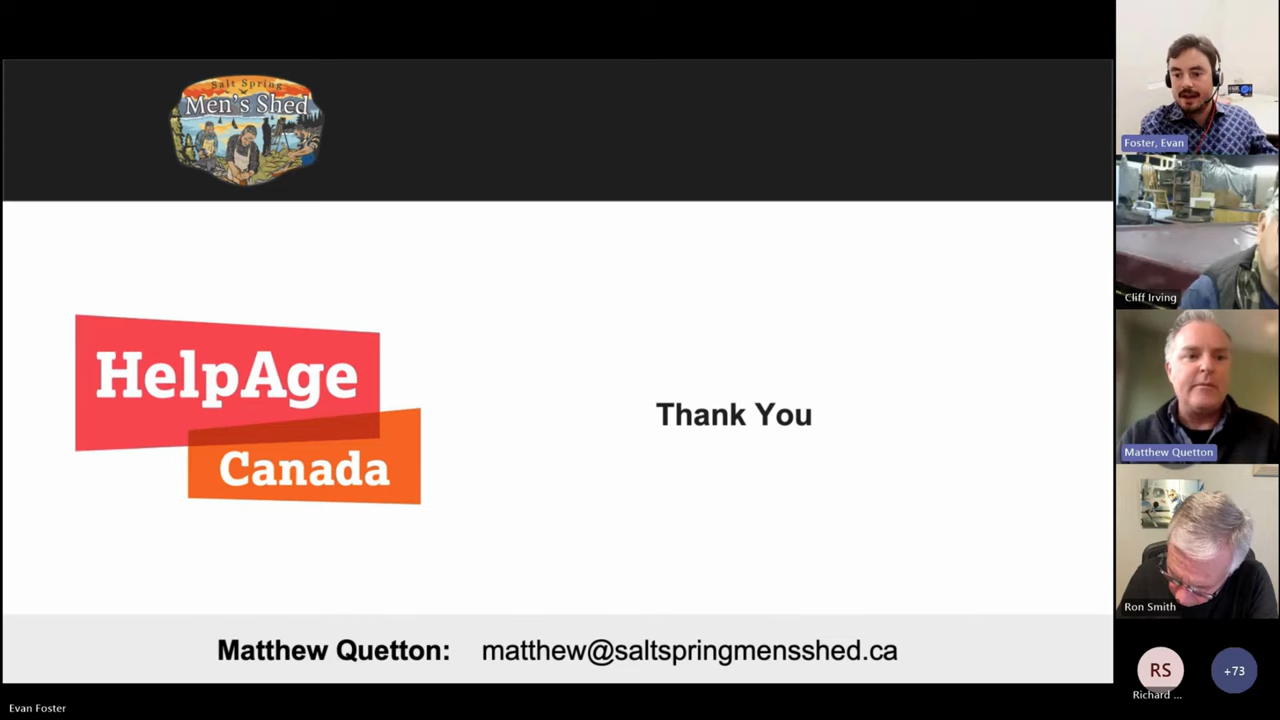 Salt Spring
Men's Shed
HelpAge
Canada
Thank You
Matthew Quetton: matthew@saltspringmensshed.ca
Foster, Evan
Cliff Irving
Matthew Quetton
Ron Smith
RS
Richard ...
+73
Evan Foster